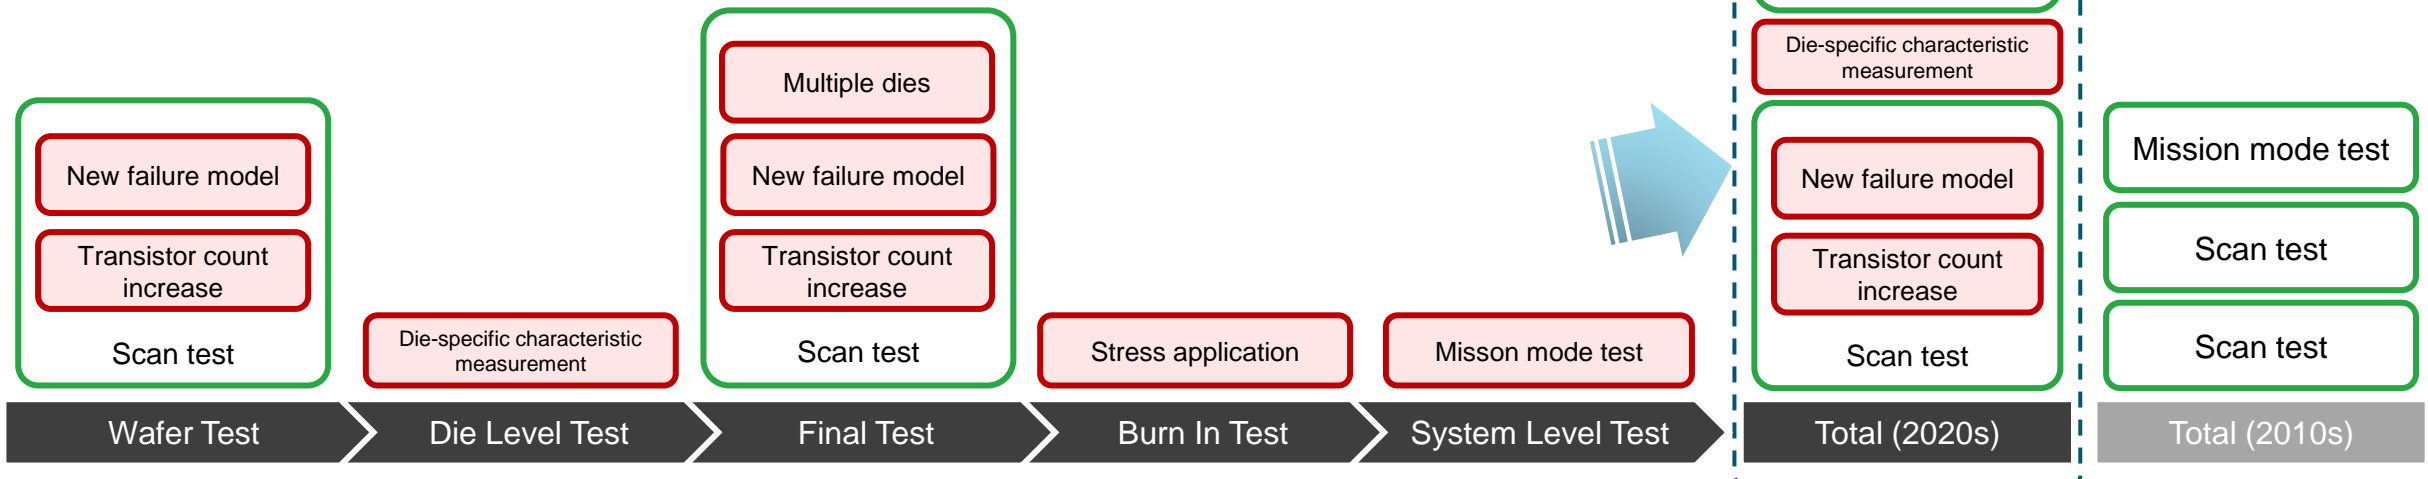 New failure model
Transistor count
increase
Scan test
Wafer Test
Die-specific characteristic
measurement
Die Level Test
Multiple dies
New failure model
Transistor count
increase
Scan test
Final Test
Stress application
Burn In Test
Misson mode test
System Level Test
Die-specific characteristic
measurement
New failure model
Transistor count
increase
Scan test
Total (2020s)
Mission mode test
Scan test
Scan test
Total (2010s)